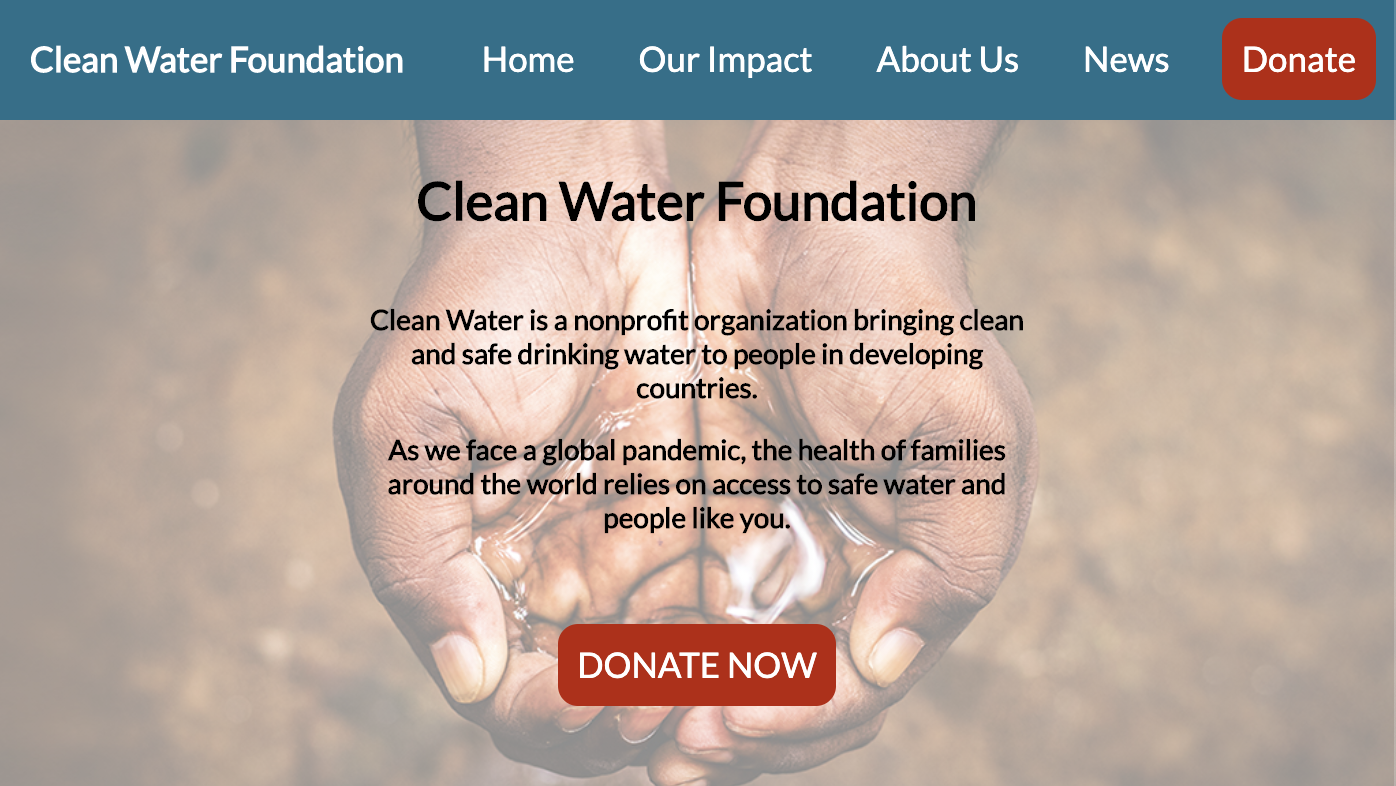 Clean Water Foundation Home Our Impact About Us News Donate
Clean Water Foundation
Clean Water is a nonprofit organization bringing clean
and safe drinking water to people in developing
countries.
As we face a global pandemic, the health of families
around the world relies on access to safe water and
people like you.
DONATE NOW